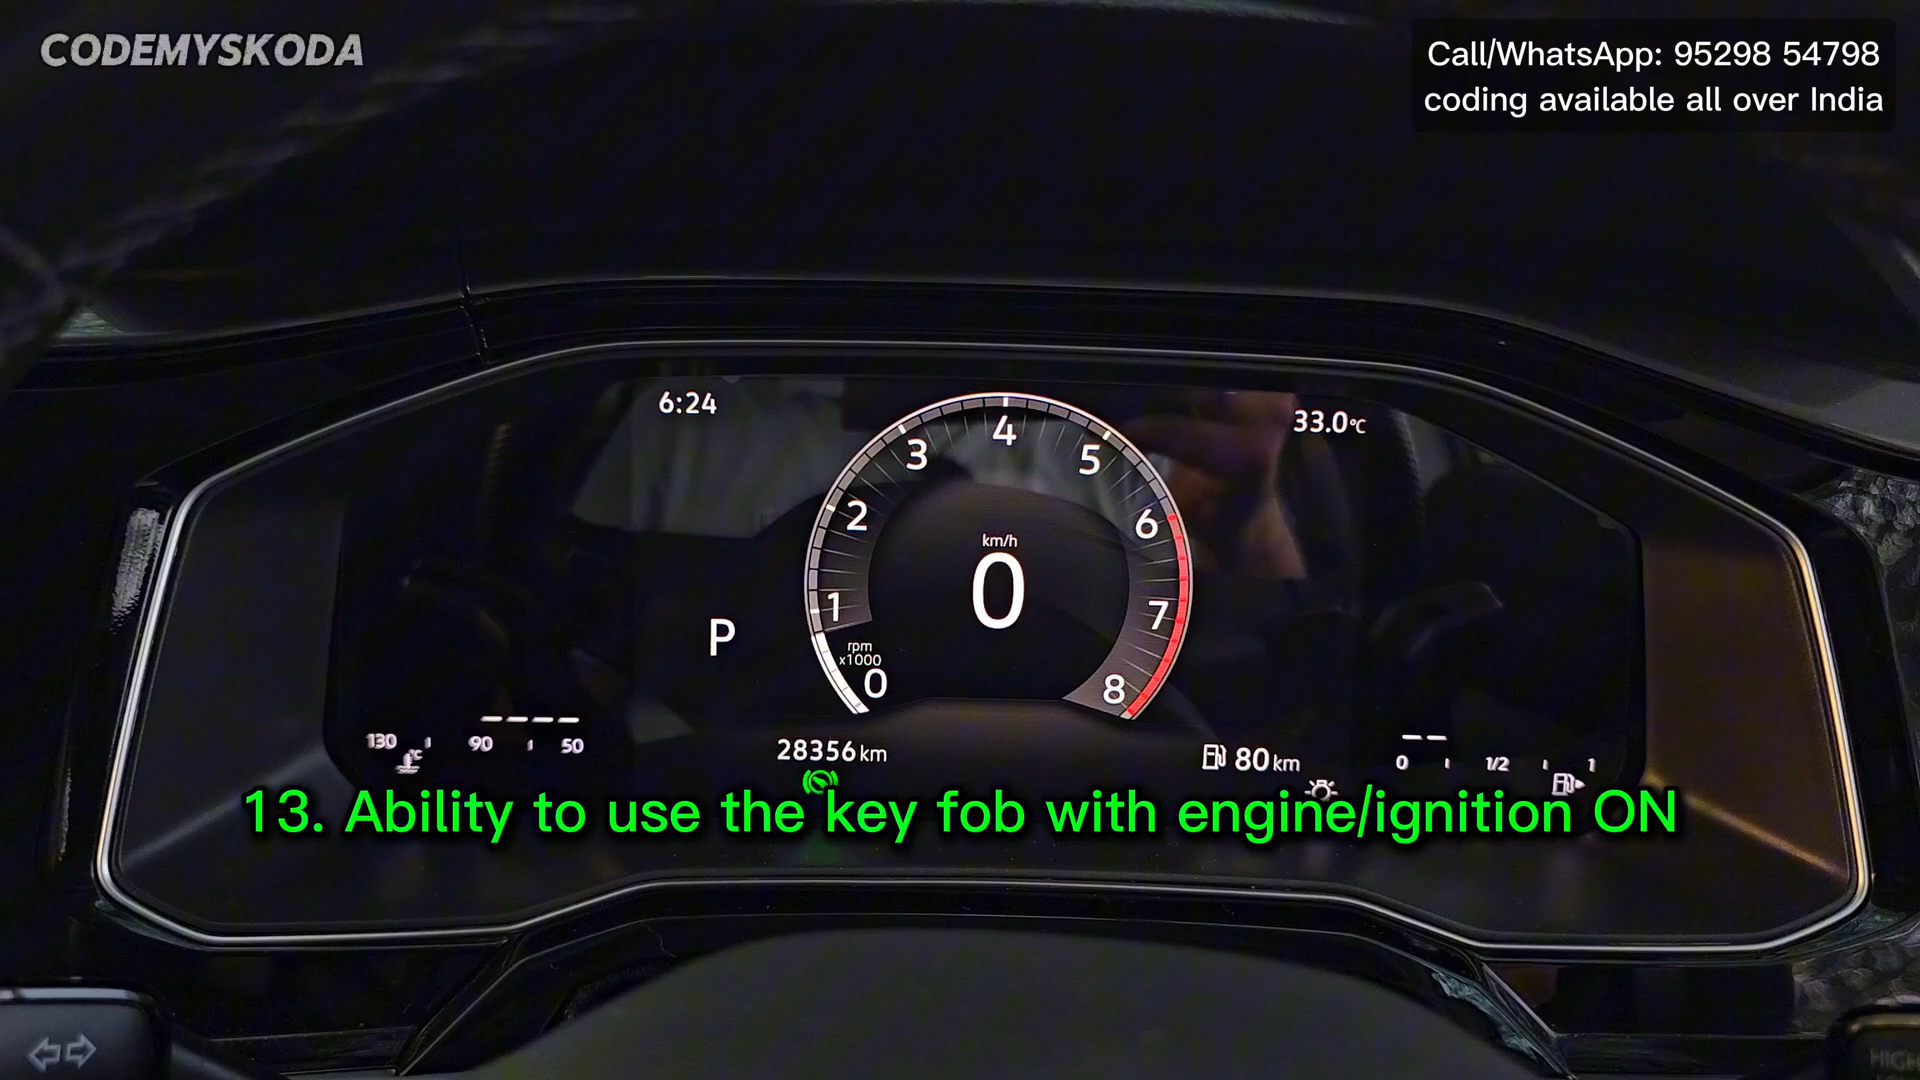 CODEMYSKODA
Call/WhatsApp: 95298 54798
coding available all over India
6:24
33.0°C
4
3
5
2
6
km/h
0
1
7
P
rpm
x1000
0
8
130 90 50
°C
28356 km
80 km
0 1/2 1
13. Ability to use the key fob with engine/ignition ON
HIGH